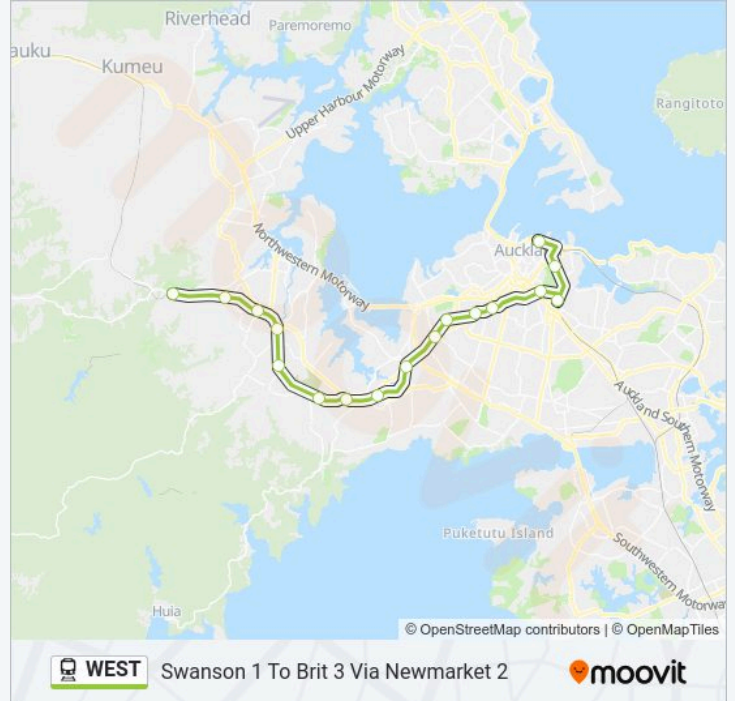 Riverhead
Paremoremo
auku
Kumeu
Upper Harbour Motorway
Rangitoto
Northwestern Motorway
Auckla
Auckland Southern Motorway
Puketutu Island
Southwestern Motorway
Huia
© OpenStreetMap contributors | © OpenMapTiles
WEST Swanson 1 To Brit 3 Via Newmarket 2 moovit